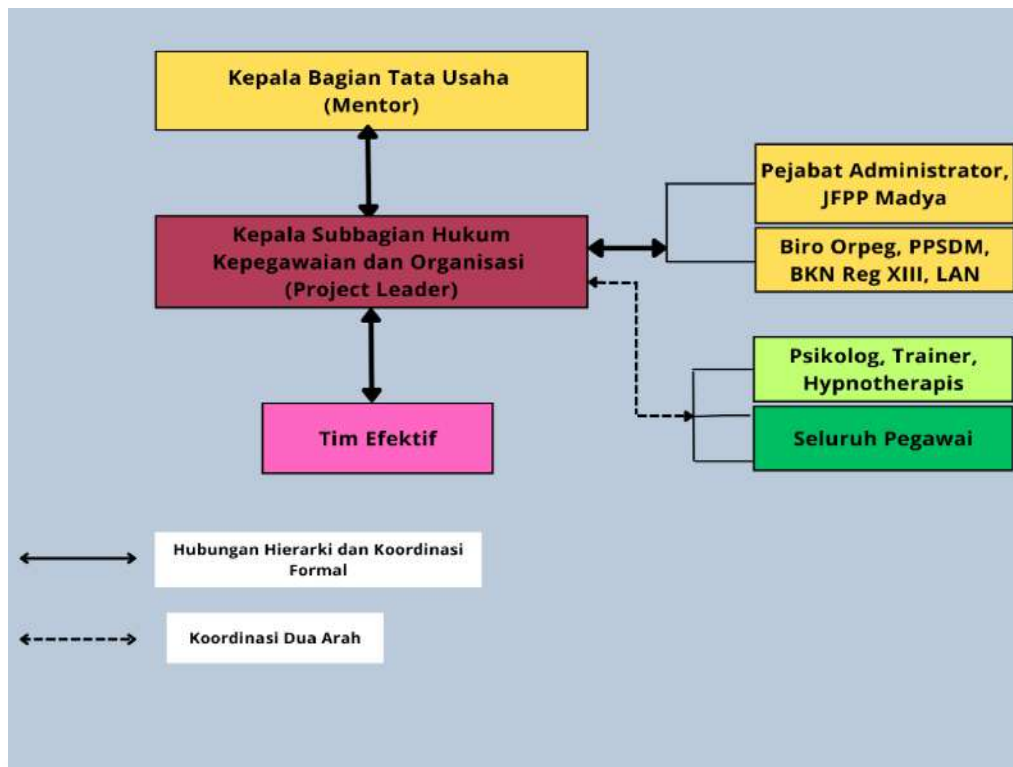 Kepala Bagian Tata Usaha
(Mentor)
Kepala Subbagian Hukum
Kepegawaian dan Organisasi
(Project Leader)
Pejabat Administrator,
JFPP Madya
Biro Orpeg, PPSDM,
BKN Reg XIII, LAN
Psikolog, Trainer,
Hypnotherapis
Seluruh Pegawai
Tim Efektif
Hubungan Hierarki dan Koordinasi
Formal
Koordinasi Dua Arah